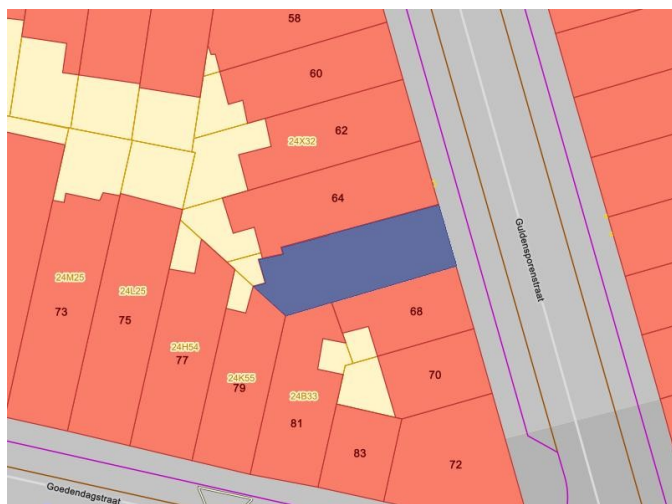 58
60
24X32
62
64
Guldensporenstraat
24M25
73
24L25
75
24H54
77
24K55
79
24B33
81
68
70
83
72
Goedendagstraat